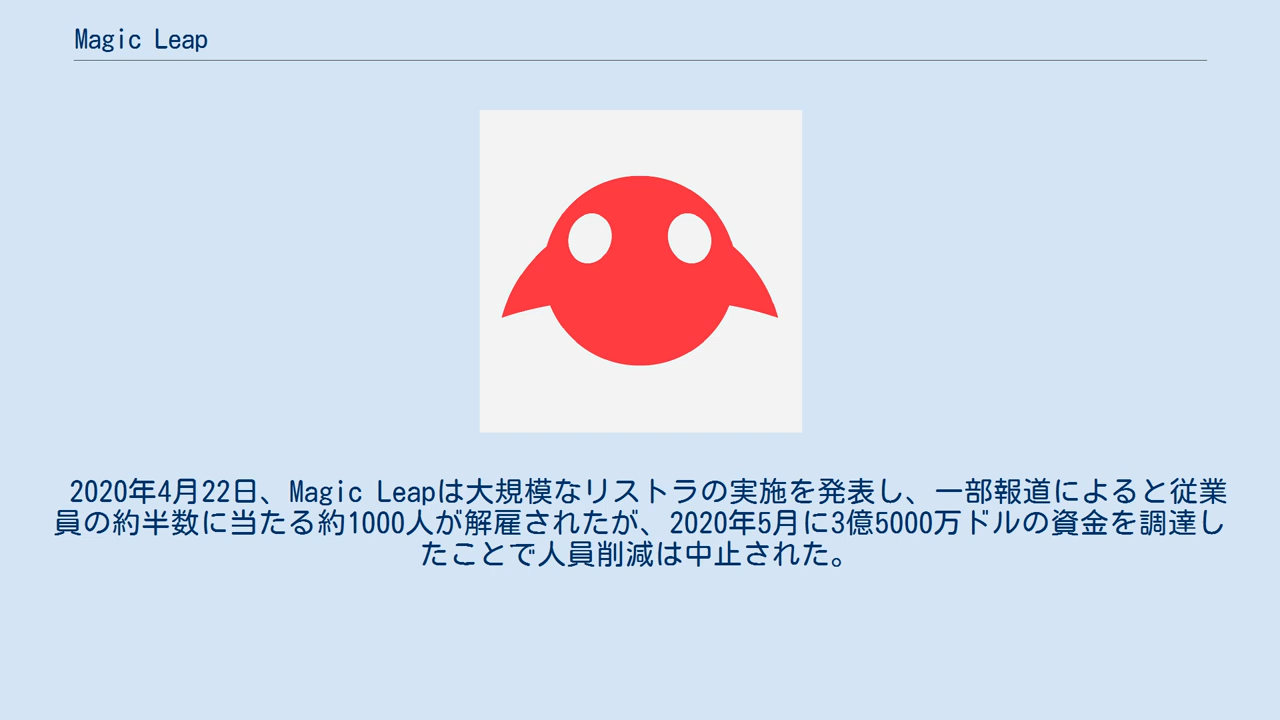 Magic Leap
2020年4月22日、Magic Leapは大規模なリストラの実施を発表し、一部報道によると従業
員の約半数に当たる約1000人が解雇されたが、2020年5月に3億5000万ドルの資金を調達し
たことで人員削減は中止された。